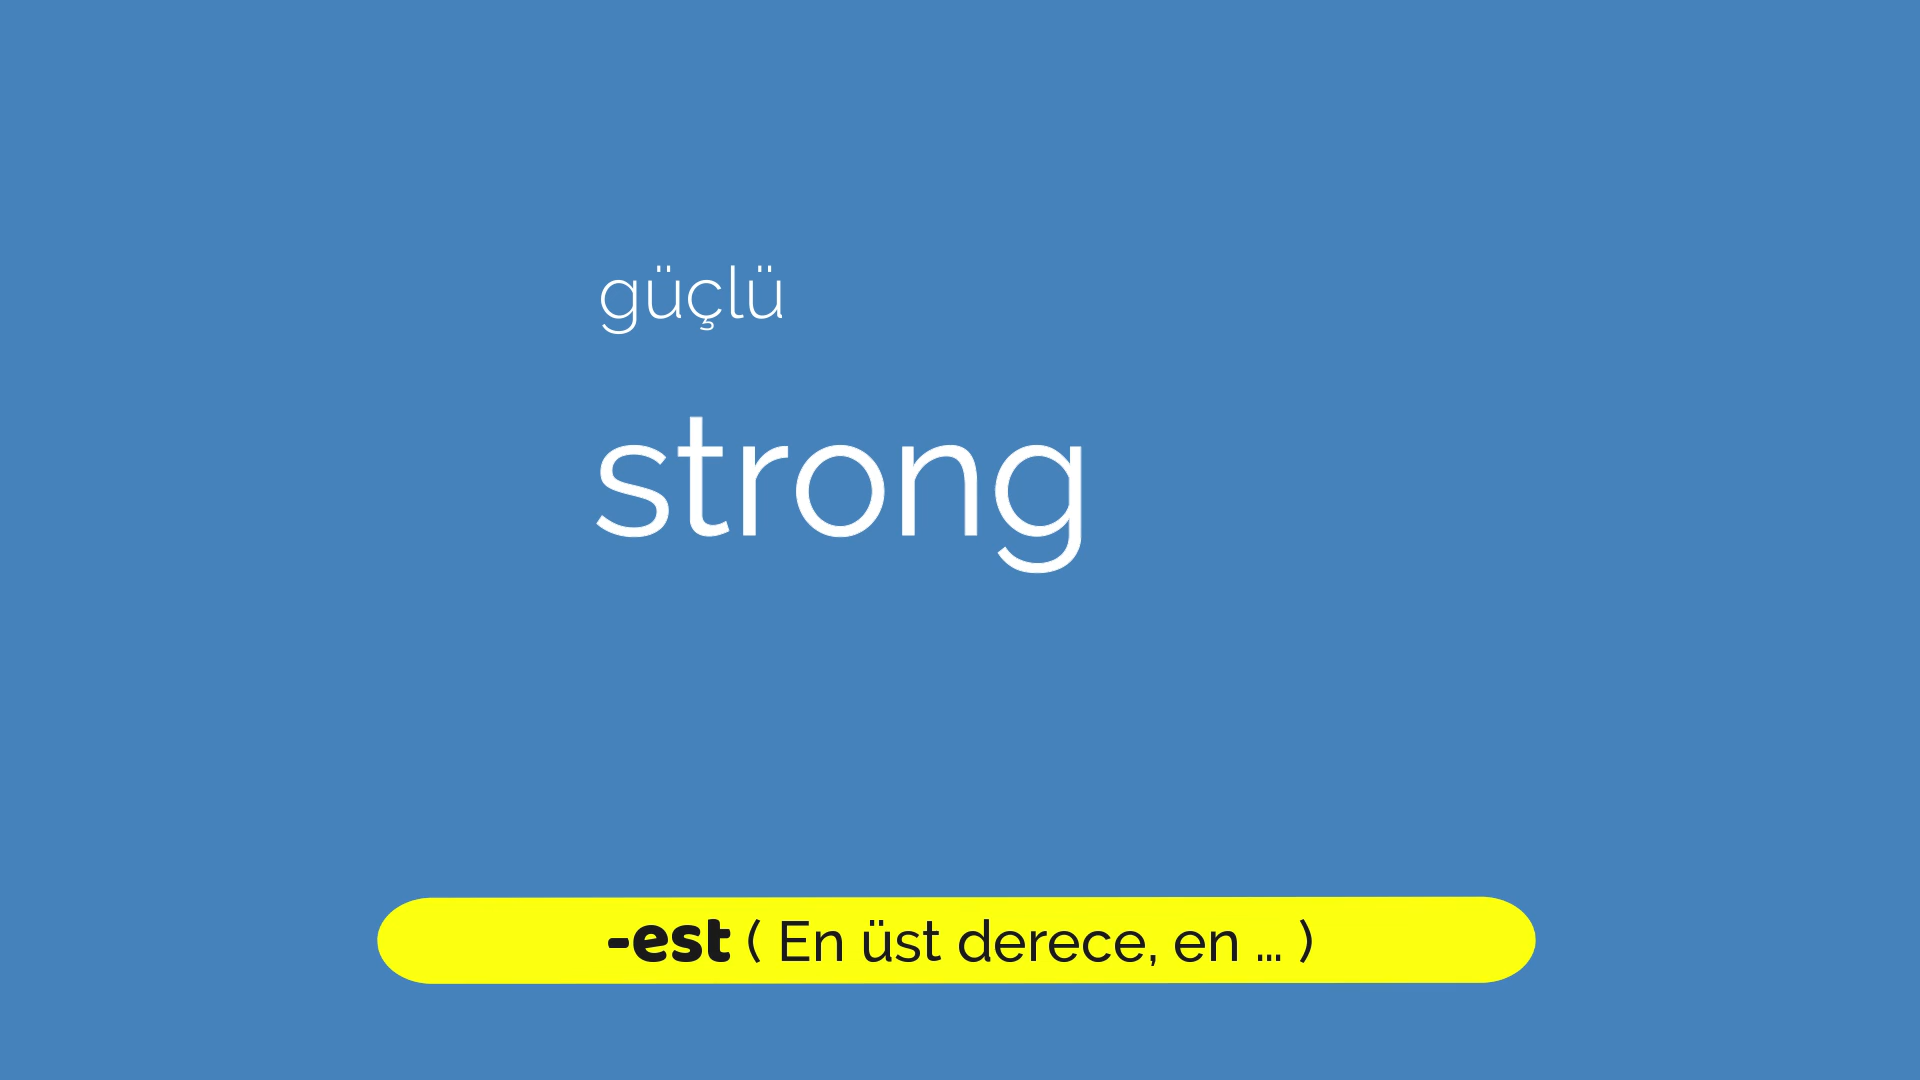 güçlü
strong
-est ( En üst derece, en ... )